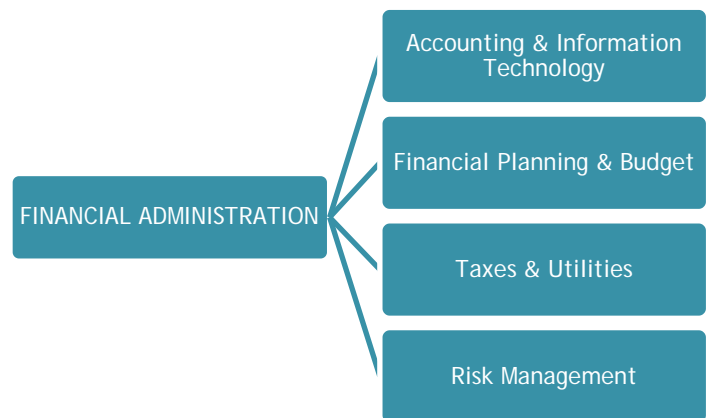 Accounting & Information
Technology
Financial Planning & Budget
FINANCIAL ADMINISTRATION
Taxes & Utilities
Risk Management